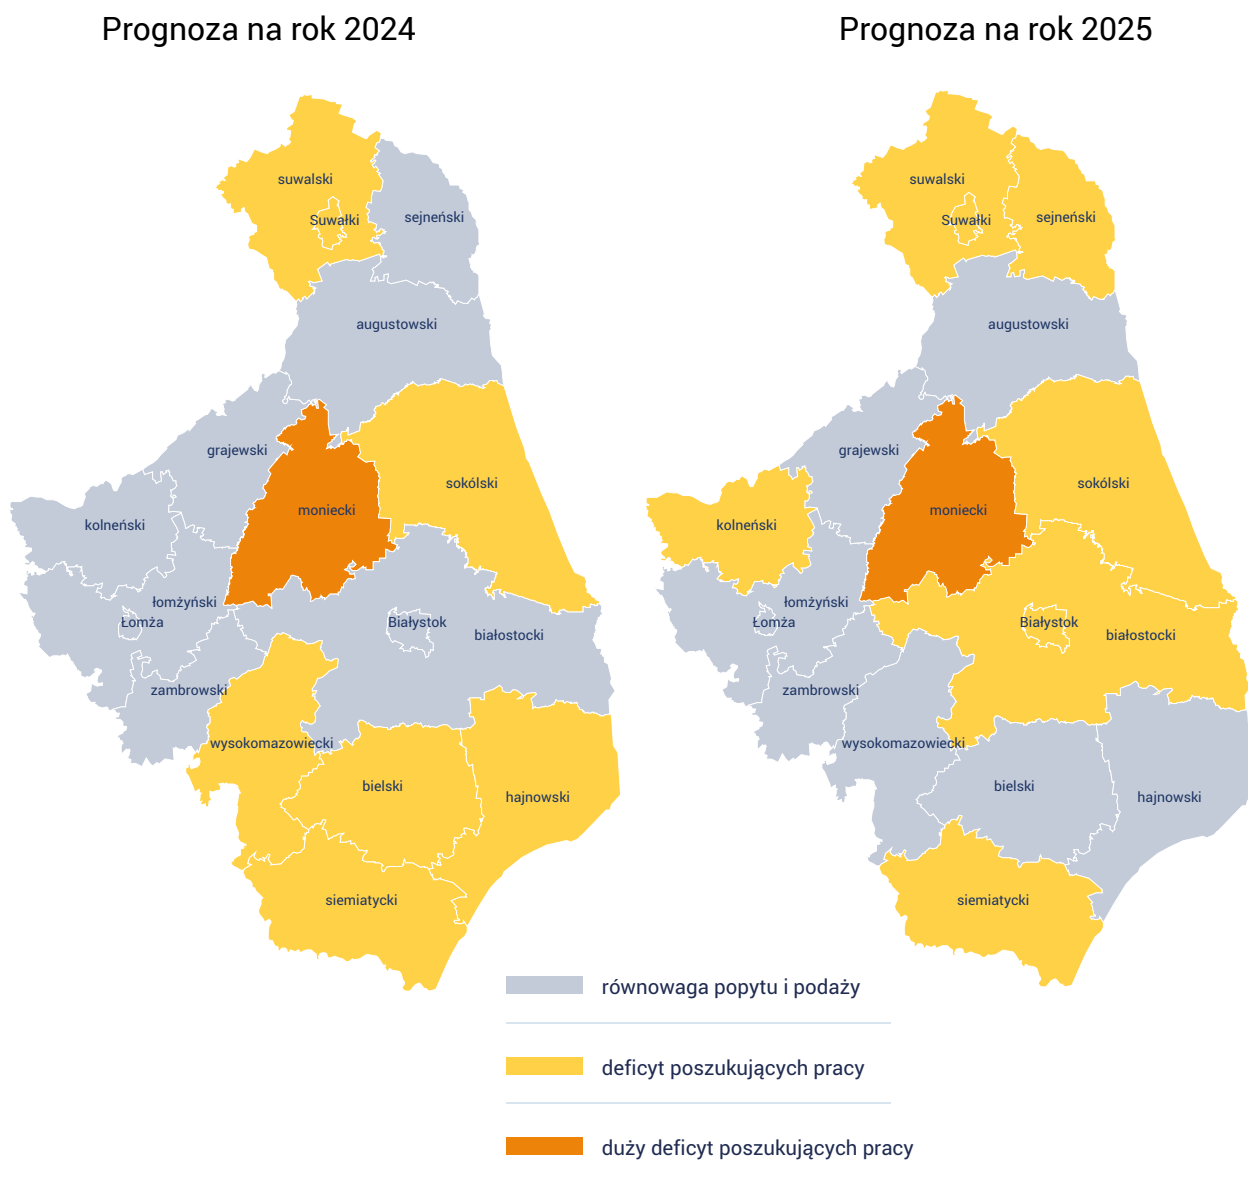 Prognoza na rok 2024
suwalski
Suwałki
sejneński
augustowski
grajewski
sokólski
moniecki
kolneński
łomżyński
Łomża
Białystok
białostocki
zambrowski
wysokomazowiecki
bielski
hajnowski
siemiatycki
Prognoza na rok 2025
suwalski
Suwałki
sejneński
augustowski
grajewski
sokólski
moniecki
kolneński
łomżyński
Łomża
Białystok
białostocki
zambrowski
wysokomazowiecki
bielski
hajnowski
siemiatycki
równowaga popytu i podaży
deficyt poszukujących pracy
duży deficyt poszukujących pracy